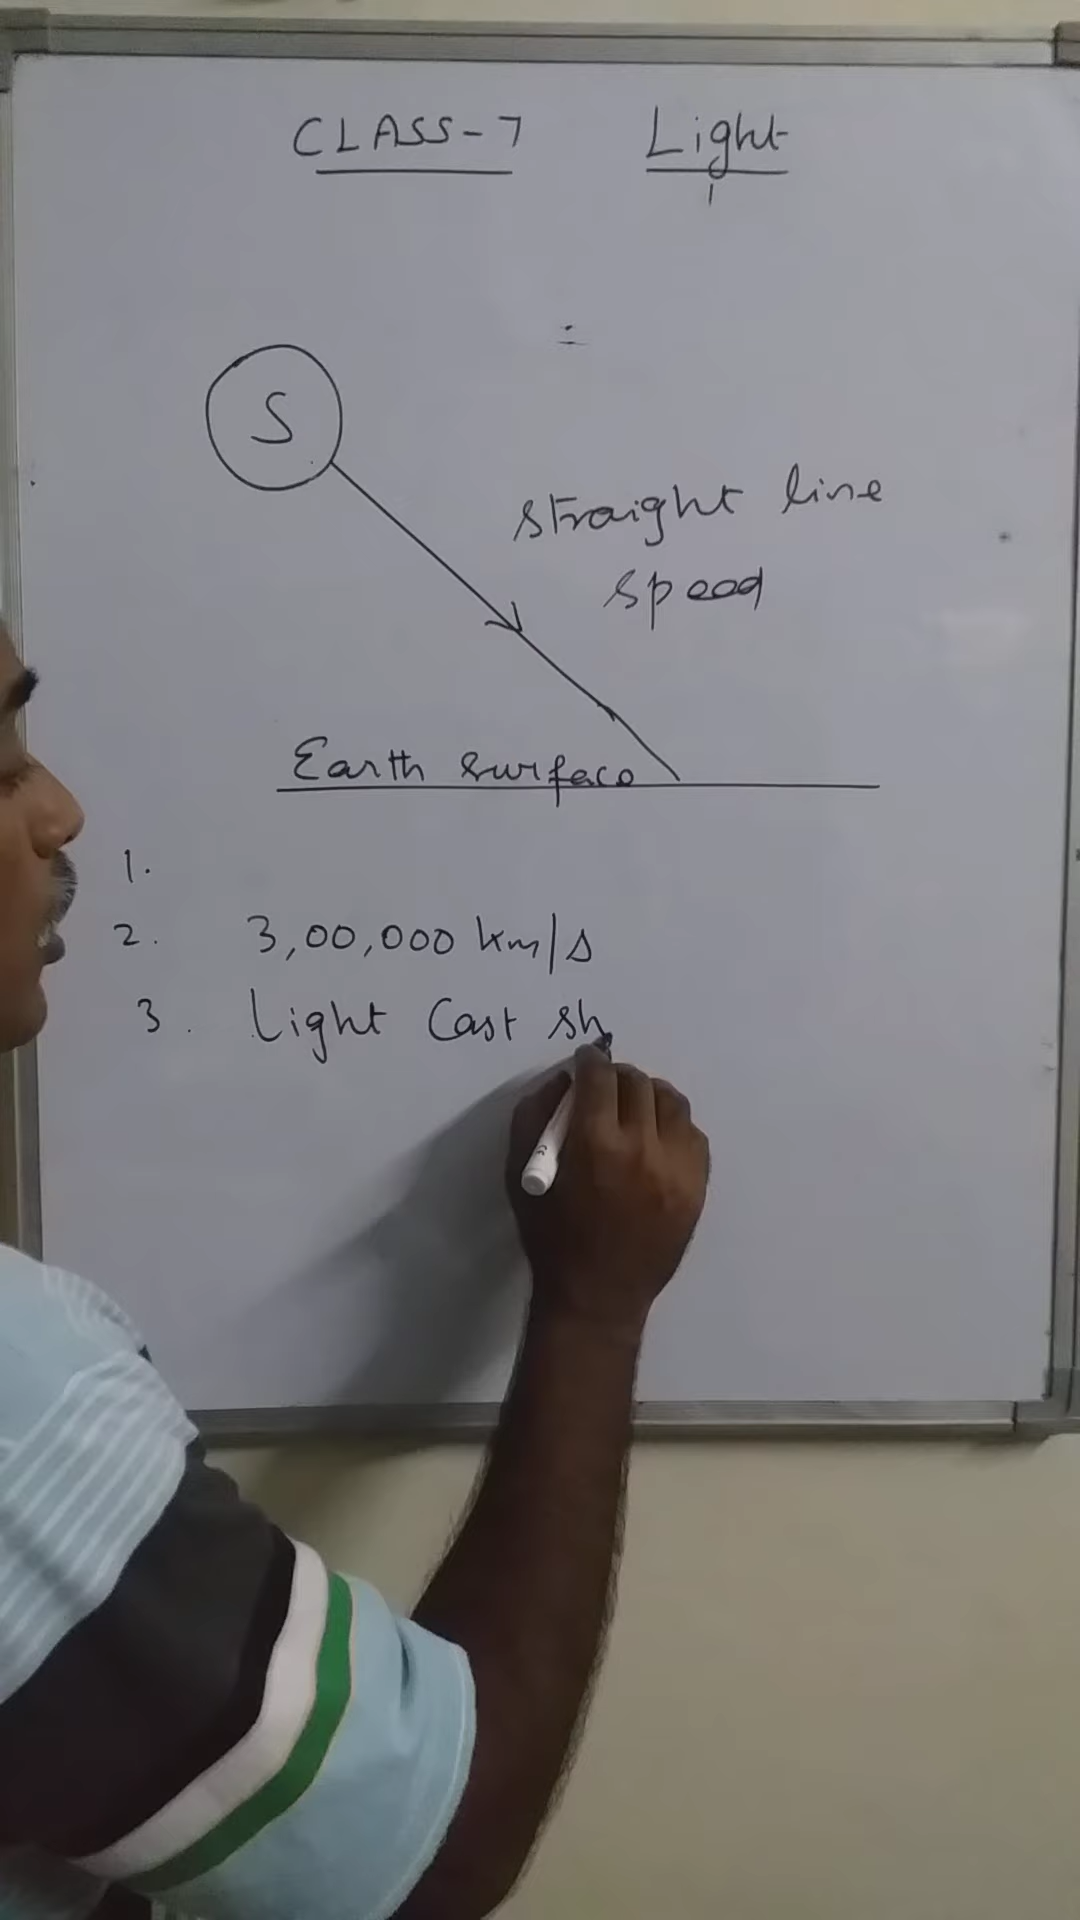 CLASS-7 Light
S
straight line
speed
Earth surface
1.
2. 3,00,000 km/s
3. Light Cast sh